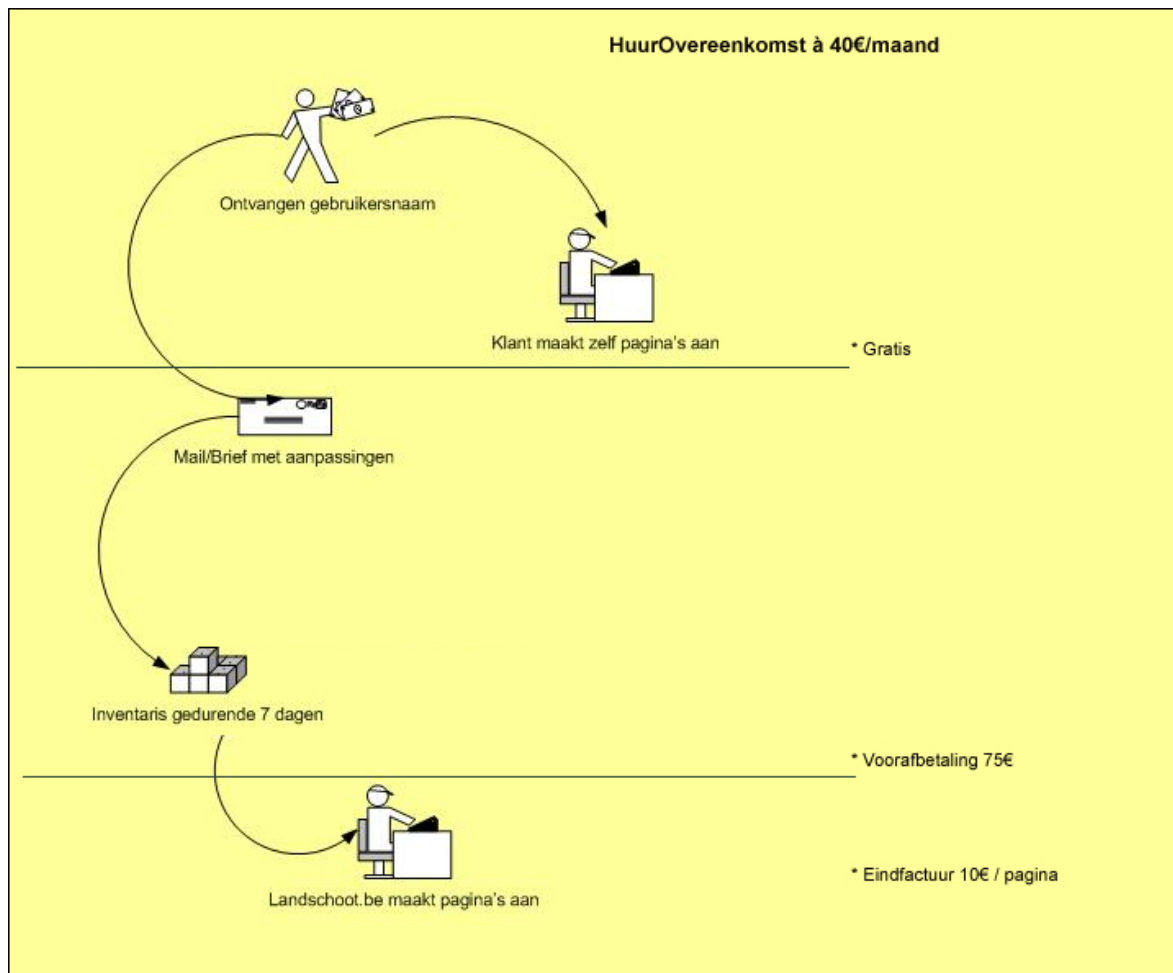 HuurOvereenkomst à 40€/maand
Ontvangen gebruikersnaam
Klant maakt zelf pagina's aan
* Gratis
Mail/Brief met aanpassingen
Inventaris gedurende 7 dagen
* Voorafbetaling 75€
* Eindfactuur 10€ / pagina
Landschoot.be maakt pagina's aan